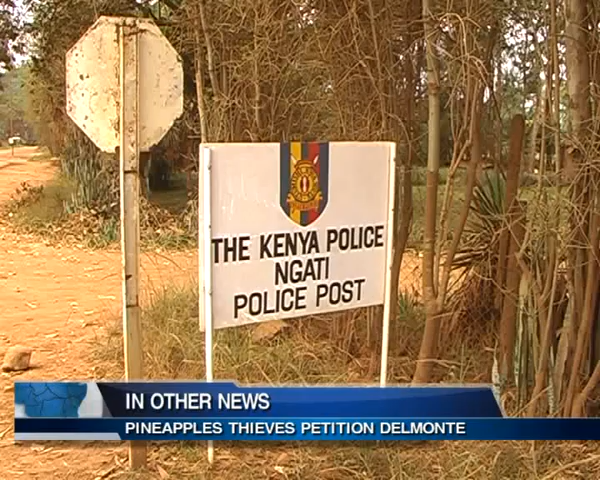 THE KENYA POLICE
NGATI
POLICE POST
IN OTHER NEWS
PINEAPPLES THIEVES PETITION DELMONTE